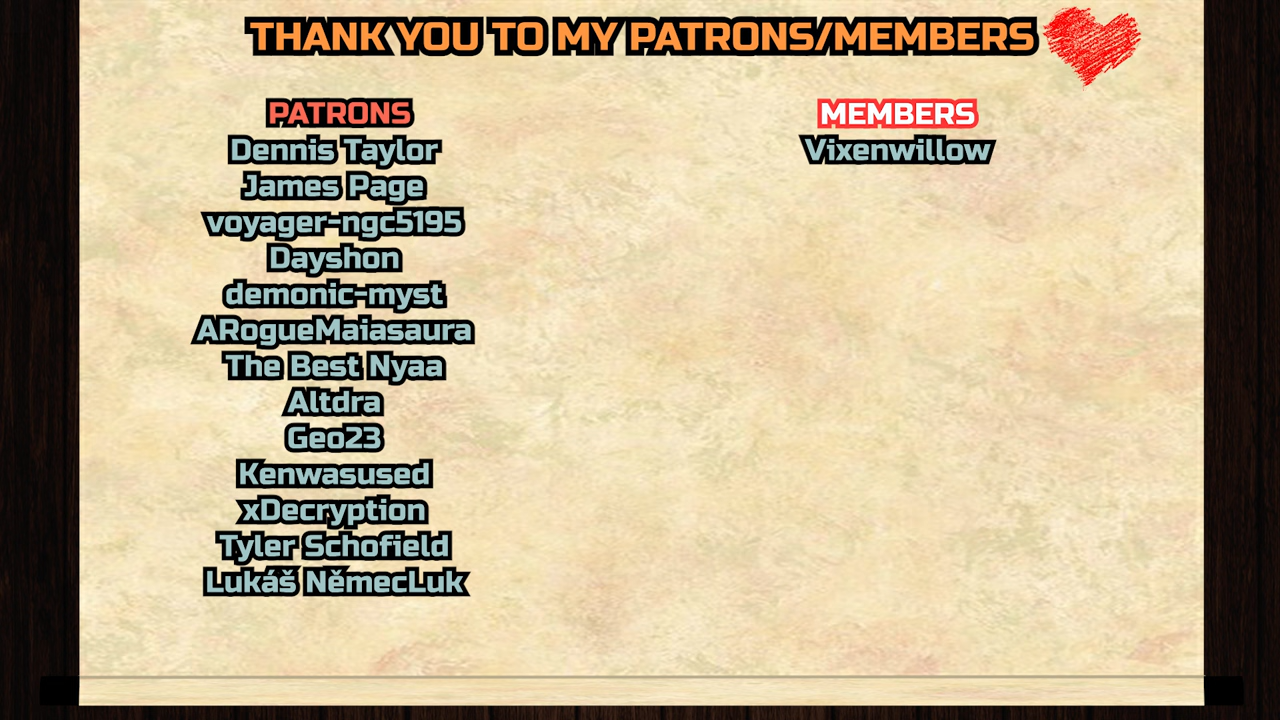 THANK YOU TO MY PATRONS/MEMBERS
PATRONS
Dennis Taylor
James Page
voyager-ngc5195
Dayshon
demonic-myst
ARogueMaiasaura
The Best Nyaa
Altdra
Geo23
Kenwasused
xDecryption
Tyler Schofield
Lukáš NěmecLuk
MEMBERS
Vixenwillow